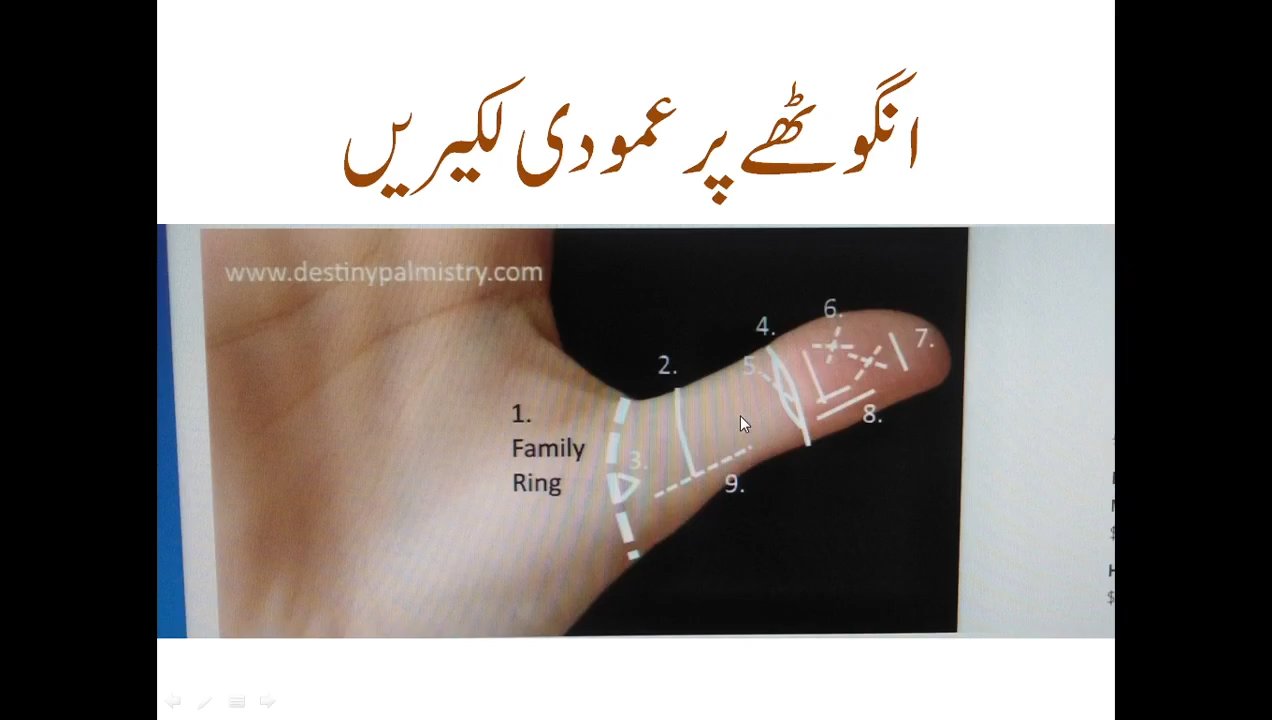 انگوٹھے پر عمودی لکیریں
www.destinypalmistry.com
6.
4.
7.
2.
5.
1.
8.
Family
3.
Ring
9.